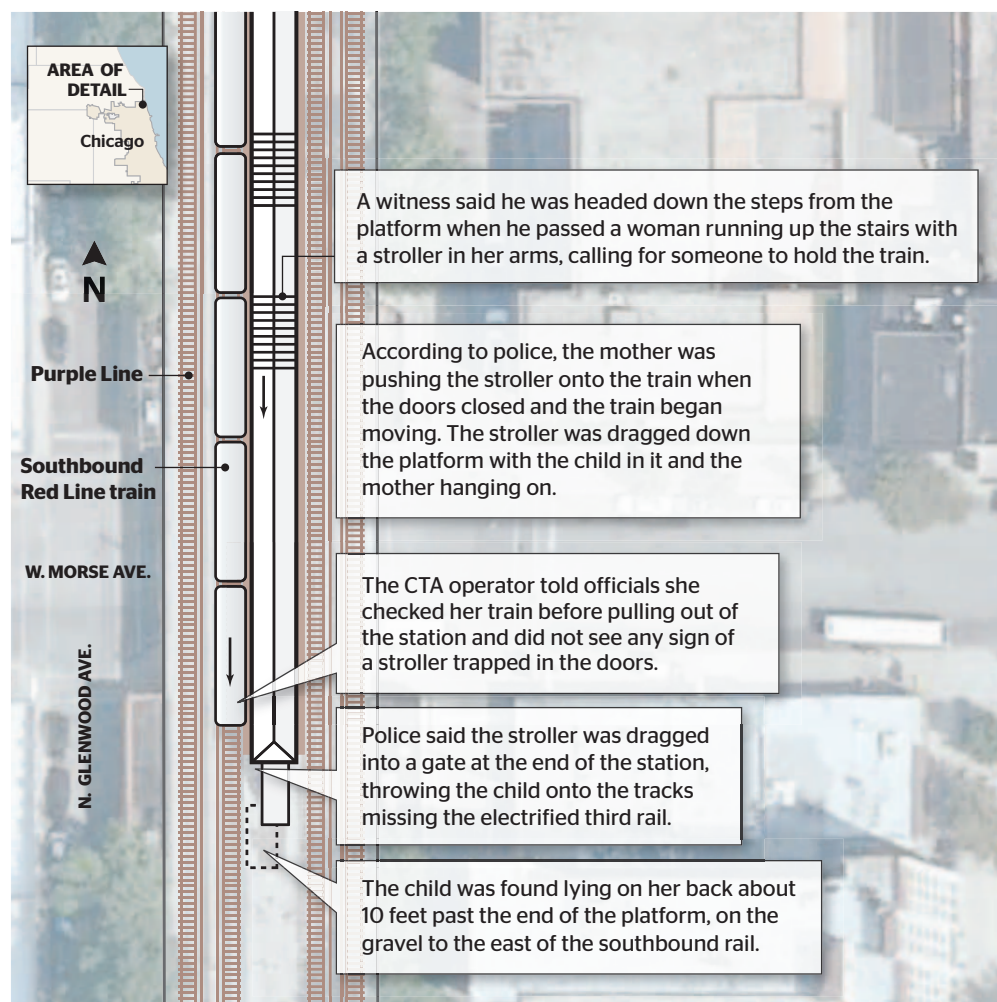 AREA OF
DETAIL
Chicago
N
A witness said he was headed down the steps from the
platform when he passed a woman running up the stairs with
a stroller in her arms, calling for someone to hold the train.
Purple Line
According to police, the mother was
pushing the stroller onto the train when
the doors closed and the train began
moving. The stroller was dragged down
the platform with the child in it and the
mother hanging on.
Southbound
Red Line train
W. MORSE AVE.
The CTA operator told officials she
checked her train before pulling out of
the station and did not see any sign of
a stroller trapped in the doors.
N. GLENWOOD AVE.
Police said the stroller was dragged
into a gate at the end of the station,
throwing the child onto the tracks
missing the electrified third rail.
The child was found lying on her back about
10 feet past the end of the platform, on the
gravel to the east of the southbound rail.